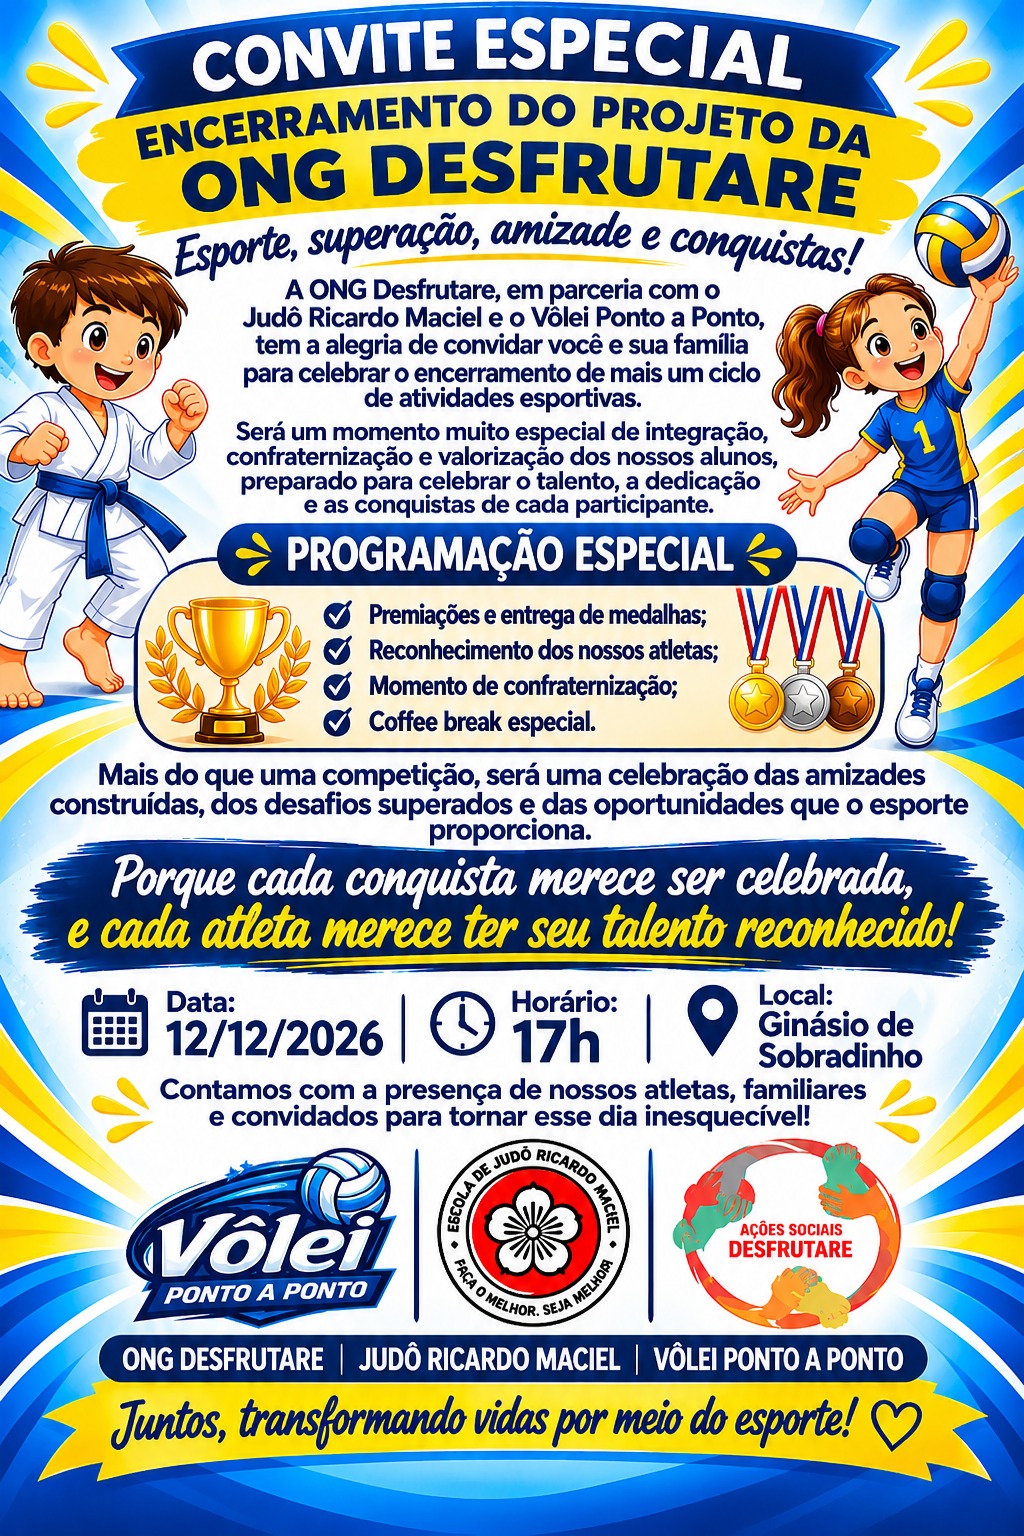 CONVITE ESPECIAL
ENCERRAMENTO DO PROJETO DA
ONG DESFRUTARE
Esporte, superação, amizade e conquistas!
A ONG Desfrutare, em parceria com o
Judô Ricardo Maciel e o Vôlei Ponto a Ponto,
tem a alegria de convidar você e sua família
para celebrar o encerramento de mais um ciclo
de atividades esportivas.
Será um momento muito especial de integração,
confraternização e valorização dos nossos alunos,
preparado para celebrar o talento, a dedicação
e as conquistas de cada participante.
PROGRAMAÇÃO ESPECIAL
Premiações e entrega de medalhas;
Reconhecimento dos nossos atletas;
Momento de confraternização;
Coffee break especial.
1
Mais do que uma competição, será uma celebração das amizades
construídas, dos desafios superados e das oportunidades que o esporte
proporciona.
Porque cada conquista merece ser celebrada,
e cada atleta merece ter seu talento reconhecido!
Data:
12/12/2026
Horário:
17h
Local:
Ginásio de
Sobradinho
Contamos com a presença de nossos atletas, familiares
e convidados para tornar esse dia inesquecível!
Vôlei
PONTO A PONTO
ESCOLA DE JUDÔ RICARDO MACIEL
FAÇA O MELHOR. SEJA MELHOR
AÇÕES SOCIAIS
DESFRUTARE
ONG DESFRUTARE | JUDÔ RICARDO MACIEL | VÔLEI PONTO A PONTO
Juntos, transformando vidas por meio do esporte!